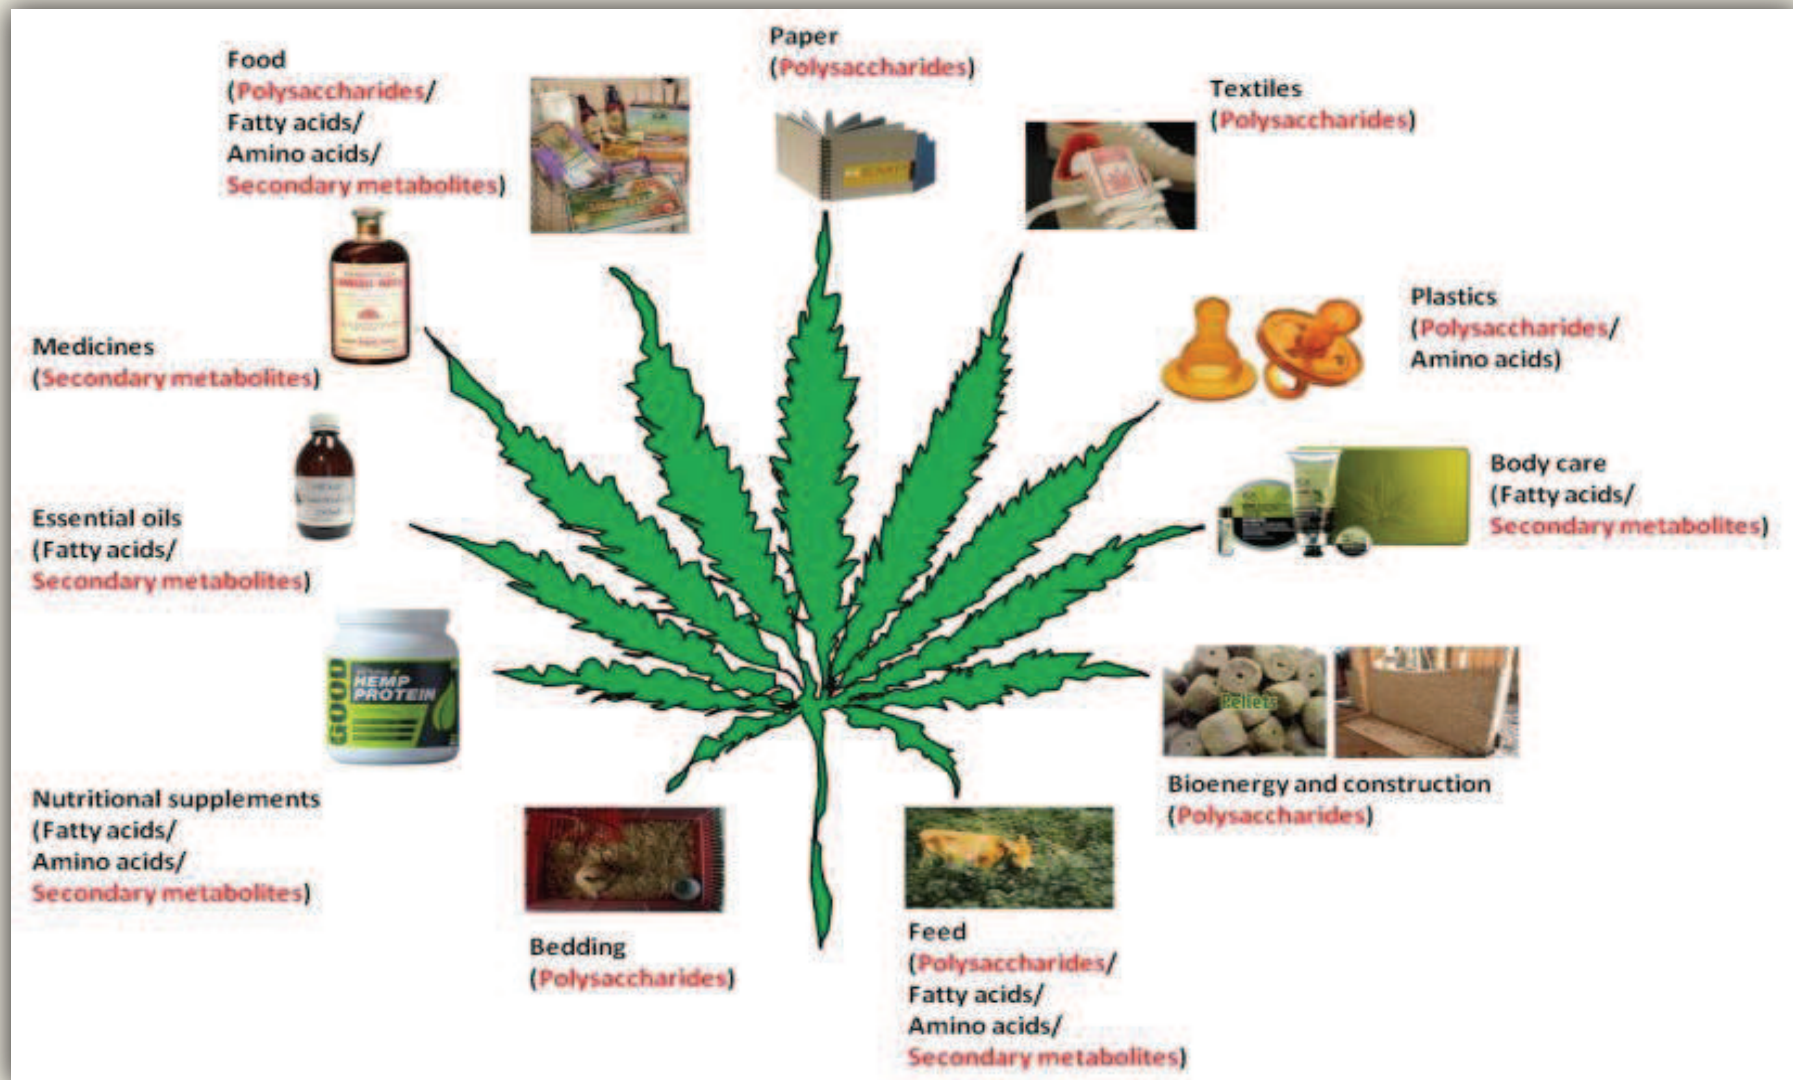 Paper
(Polysaccharides)
Food
(Polysaccharides/
Fatty acids/
Amino acids/
Secondary metabolites)
Textiles
(Polysaccharides)
Plastics
(Polysaccharides/
Amino acids)
Medicines
(Secondary metabolites)
Body care
(Fatty acids/
Secondary metabolites)
Essential oils
(Fatty acids/
Secondary metabolites)
GOOD
HEMP
PROTEIN
Pellets
Bioenergy and construction
(Polysaccharides)
Nutritional supplements
(Fatty acids/
Amino acids/
Secondary metabolites)
Bedding
(Polysaccharides)
Feed
(Polysaccharides/
Fatty acids/
Amino acids/
Secondary metabolites)